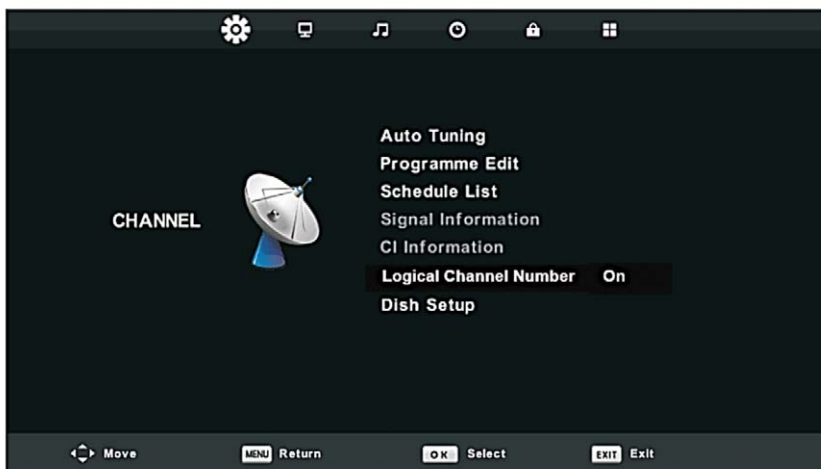 Auto Tuning
Programme Edit
Schedule List
CHANNEL
Signal Information
CI Information
Logical Channel Number On
Dish Setup
Move MENU Return OK Select EXIT Exit